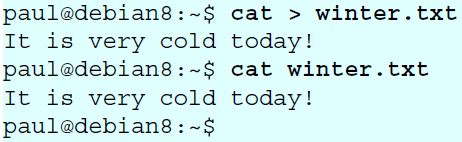 paul@debian8:~$ cat > winter.txt
It is very cold today!
paul@debian8:~$ cat winter.txt
It is very cold today!
paul@debian8:~$